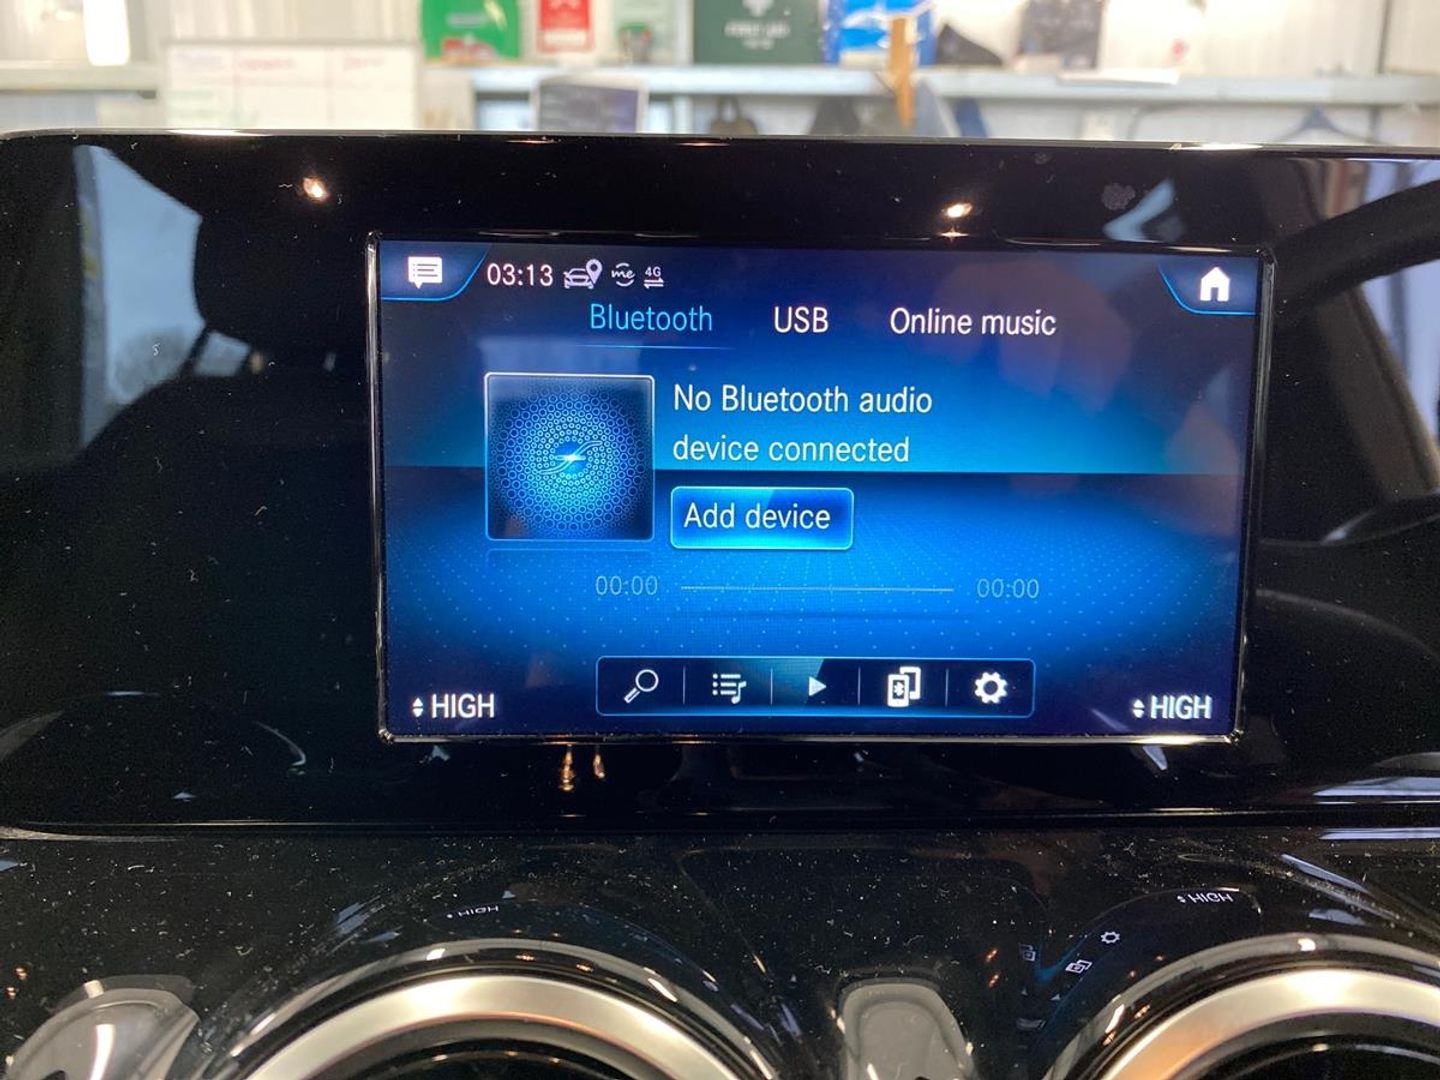 03:13 me 4G
Bluetooth USB Online music
No Bluetooth audio
device connected
Add device
00:00 00:00
HIGH HIGH
HIGH HIGH